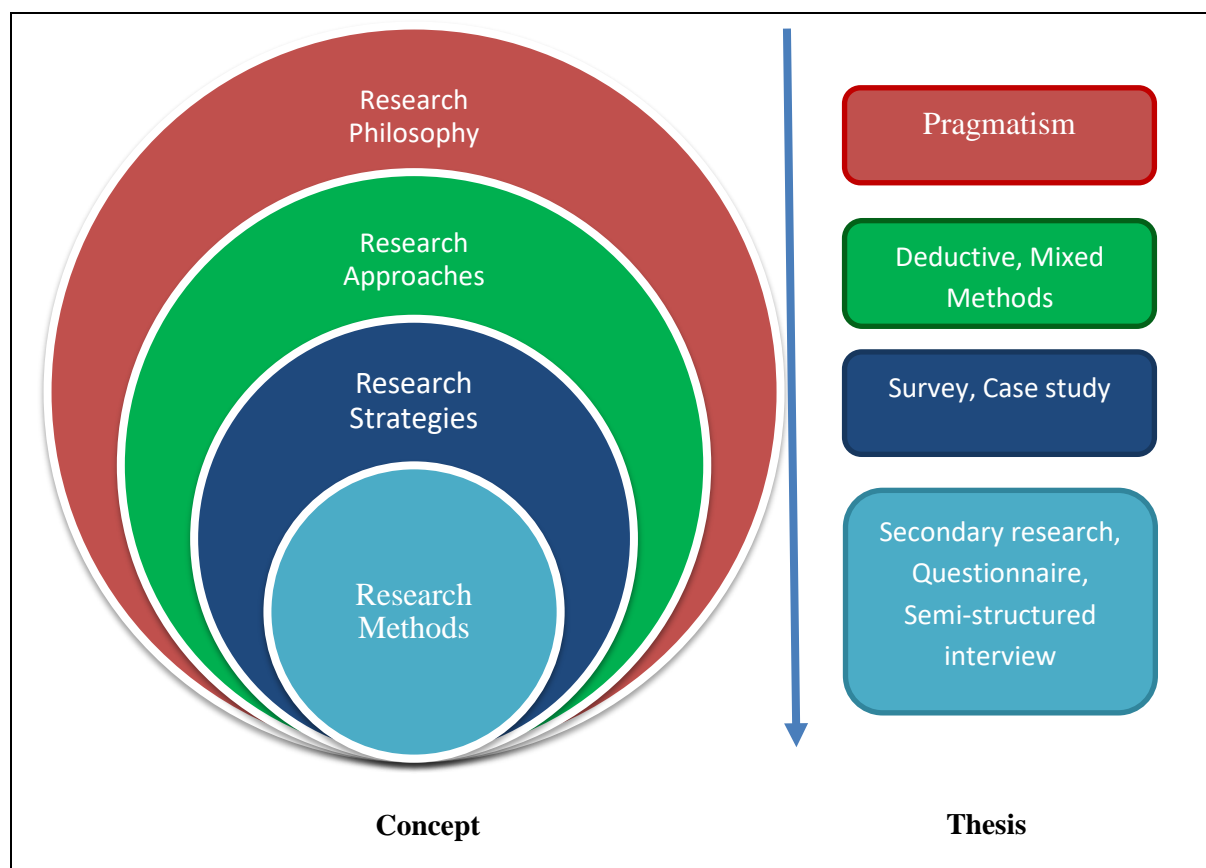 Research
Philosophy
Research
Approaches
Research
Strategies
Research
Methods
Pragmatism
Deductive, Mixed
Methods
Survey, Case study
Secondary research,
Questionnaire,
Semi-structured
interview
Concept
Thesis